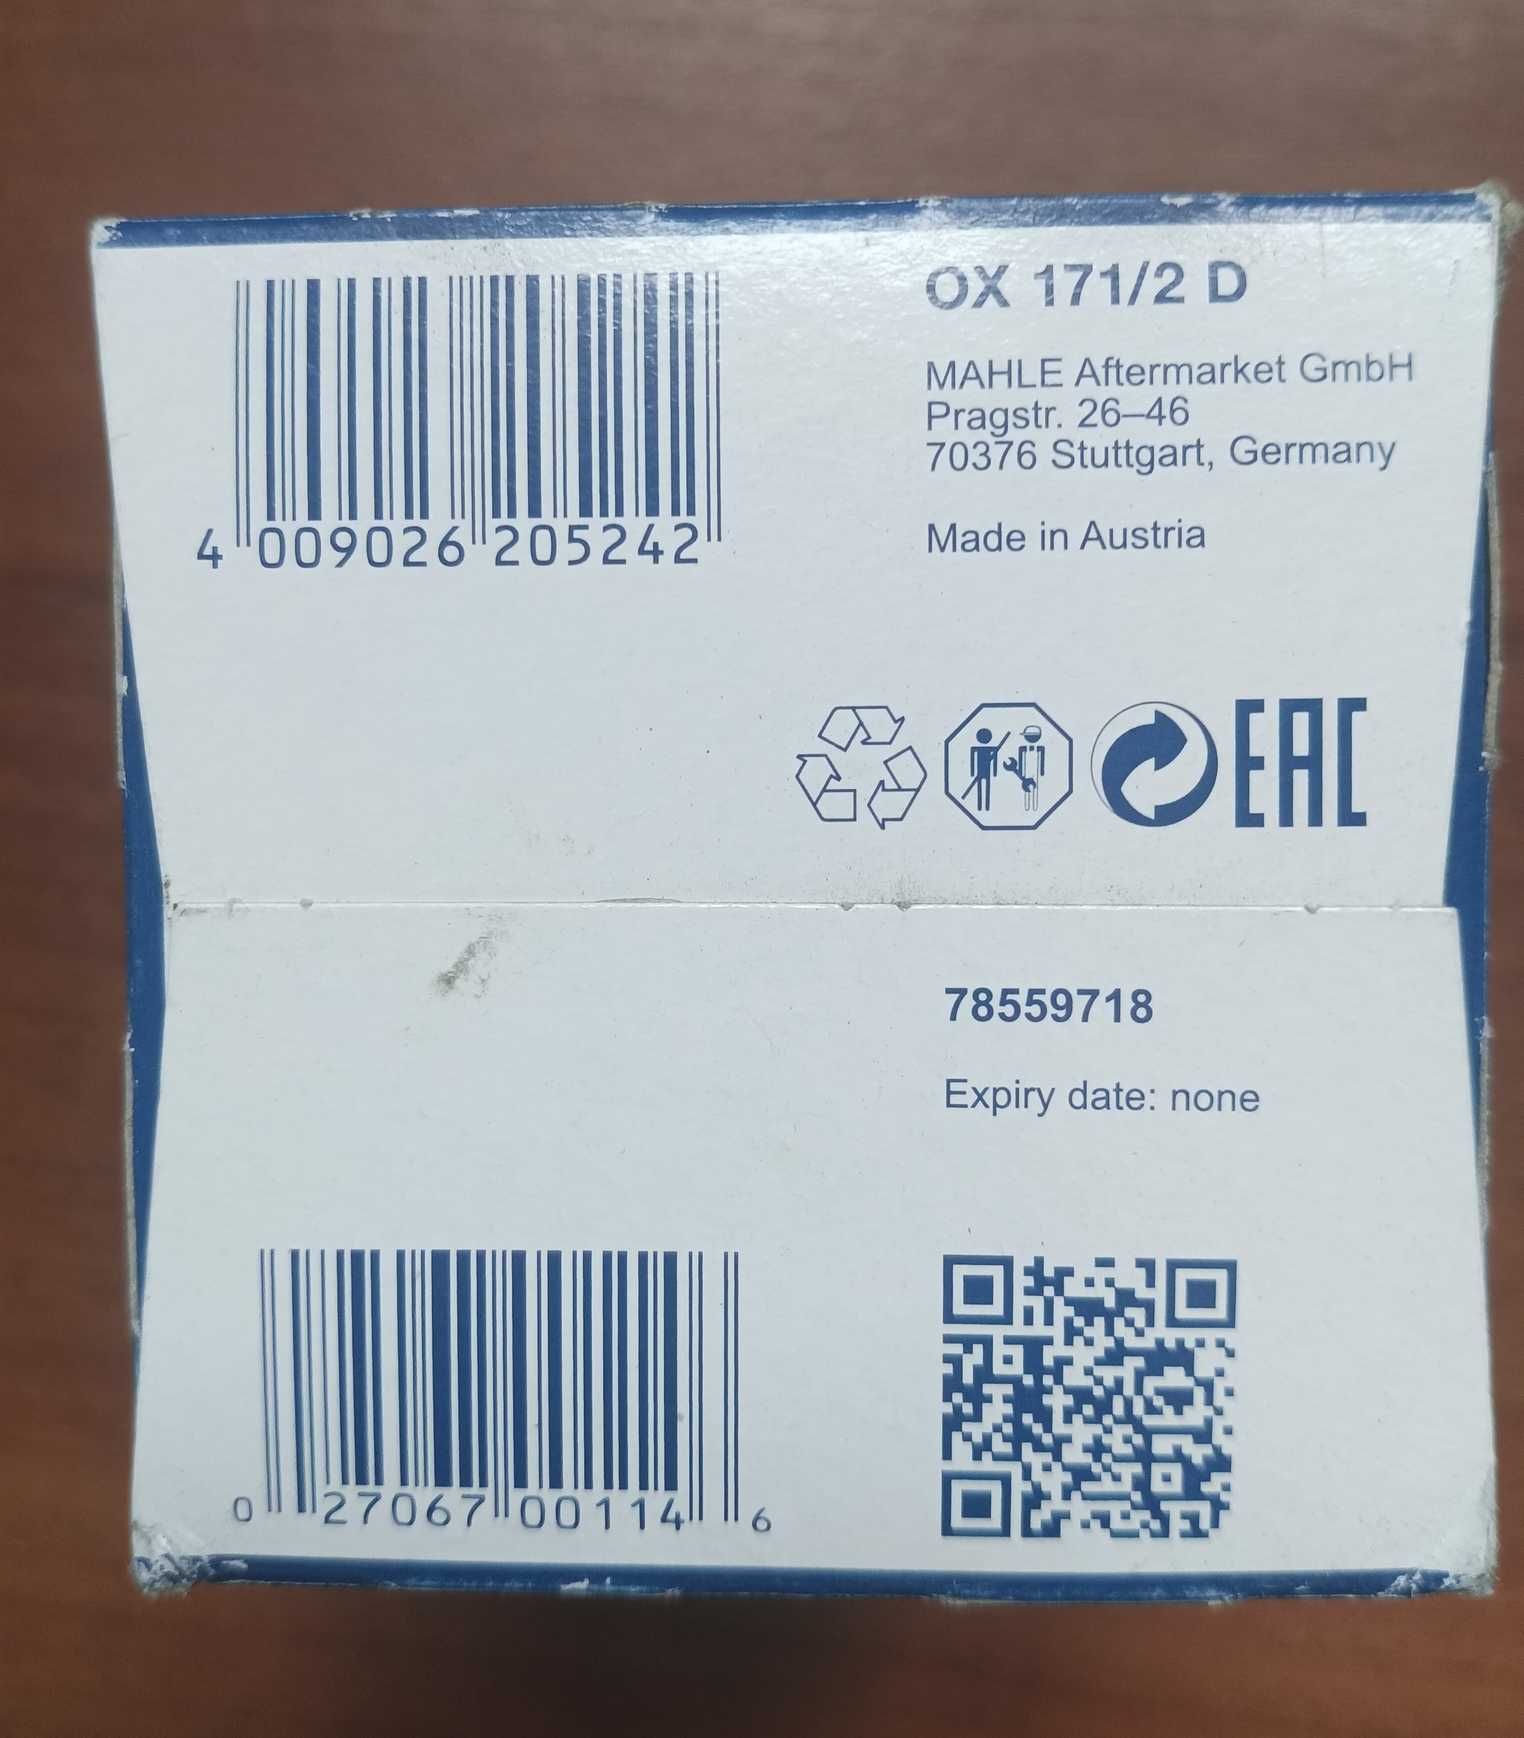 OX 171/2 D
MAHLE Aftermarket GmbH
Pragstr. 26–46
70376 Stuttgart, Germany
Made in Austria
4 009026 205242
EAC
78559718
Expiry date: none
0 27067 00114 6